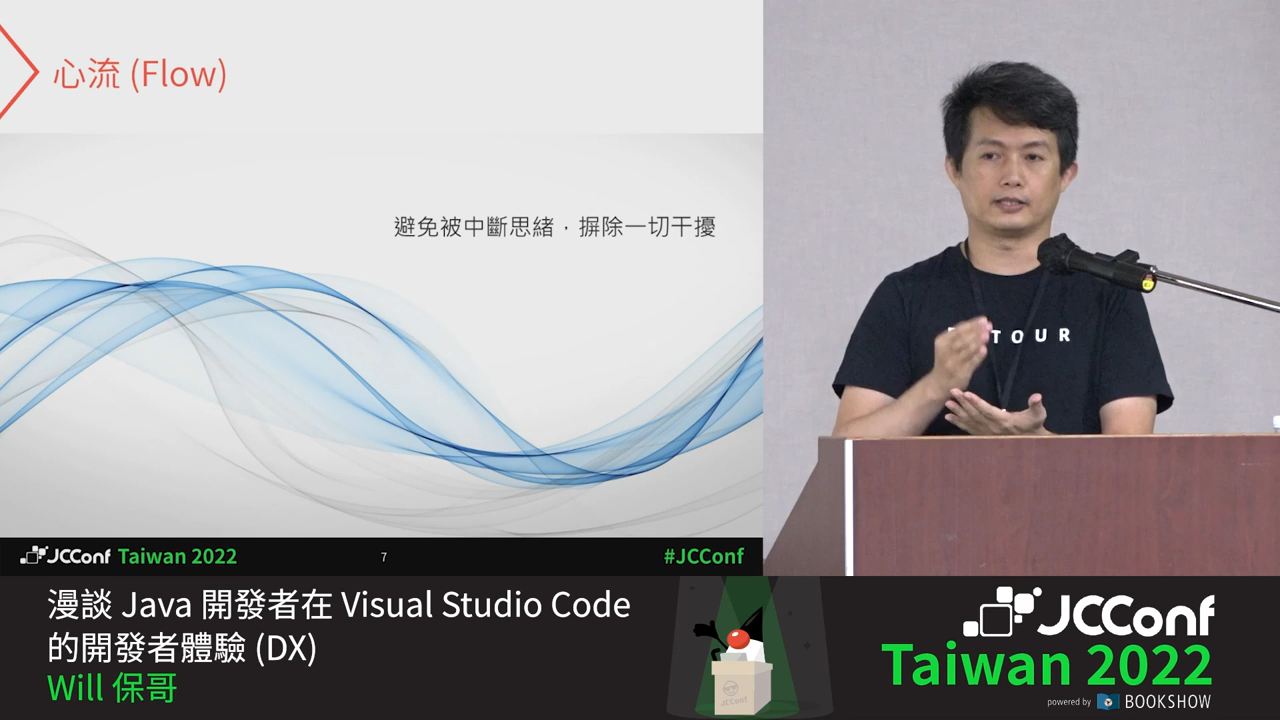 心流 (Flow)
避免被中斷思緒，摒除一切干擾
TOUR
JCConf Taiwan 2022
7
#JCConf
漫談 Java 開發者在 Visual Studio Code
的開發者體驗 (DX)
Will 保哥
JCConf
JCConf
Taiwan 2022
powered by BOOKSHOW